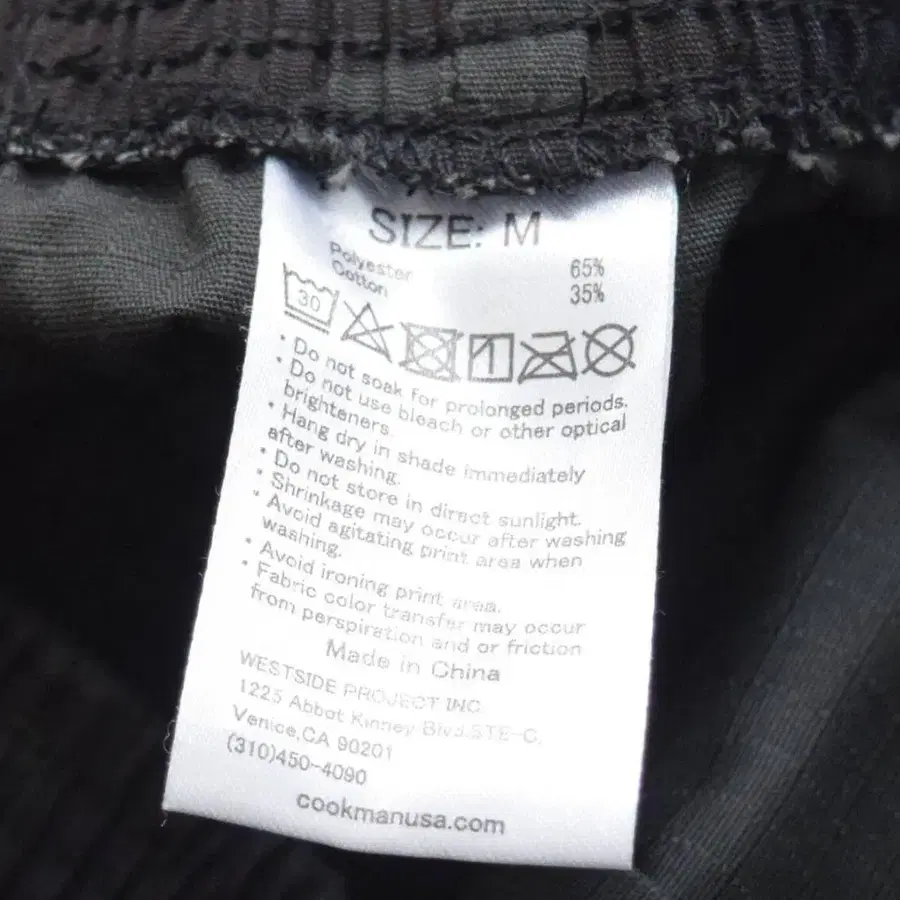 SIZE: M
Polyester 65%
Cotton 35%
30
• Do not soak for prolonged periods.
• Do not use bleach or other optical
brighteners.
• Hang dry in shade immediately
after washing.
• Do not store in direct sunlight.
• Shrinkage may occur after washing
• Avoid agitating print area when
washing.
• Avoid ironing print area.
• Fabric color transfer may occur
from perspiration and or friction
Made in China
WESTSIDE PROJECT INC.
1225 Abbot Kinney Blvd.STE-C,
Venice,CA 90201
(310)450-4090
cookmanusa.com